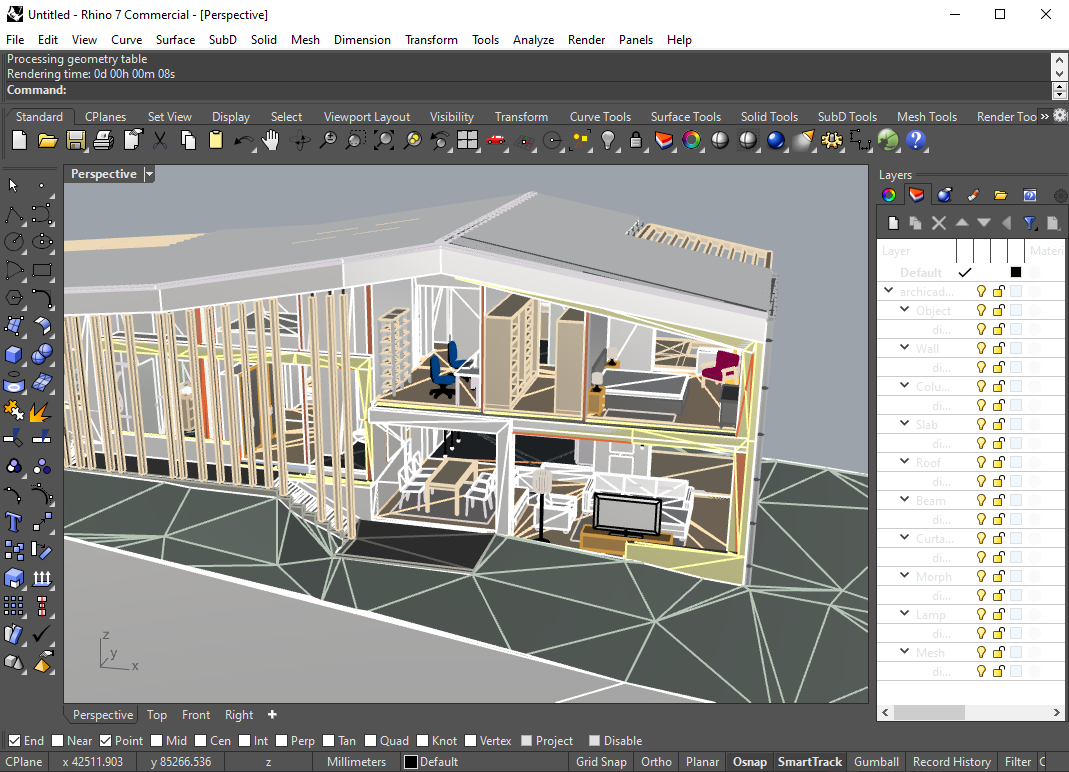 Untitled - Rhino 7 Commercial - [Perspective]
File Edit View Curve Surface SubD Solid Mesh Dimension Transform Tools Analyze Render Panels Help
Processing geometry table
Rendering time: 0d 00h 00m 08s
Command:
Standard CPlanes Set View Display Select Viewport Layout Visibility Transform Curve Tools Surface Tools Solid Tools SubD Tools Mesh Tools Render Too »
Perspective
Layers
Layer Materi
Default
archicad...
Object
di...
Wall
di...
Colu...
di...
Slab
di...
Roof
di...
Beam
di...
Curta...
di...
Morph
di...
Lamp
di...
Mesh
di...
z
y
x
Perspective Top Front Right
End Near Point Mid Cen Int Perp Tan Quad Knot Vertex Project Disable
CPlane x 42511.903 y 85266.536 z Millimeters Default Grid Snap Ortho Planar Osnap SmartTrack Gumball Record History Filter C